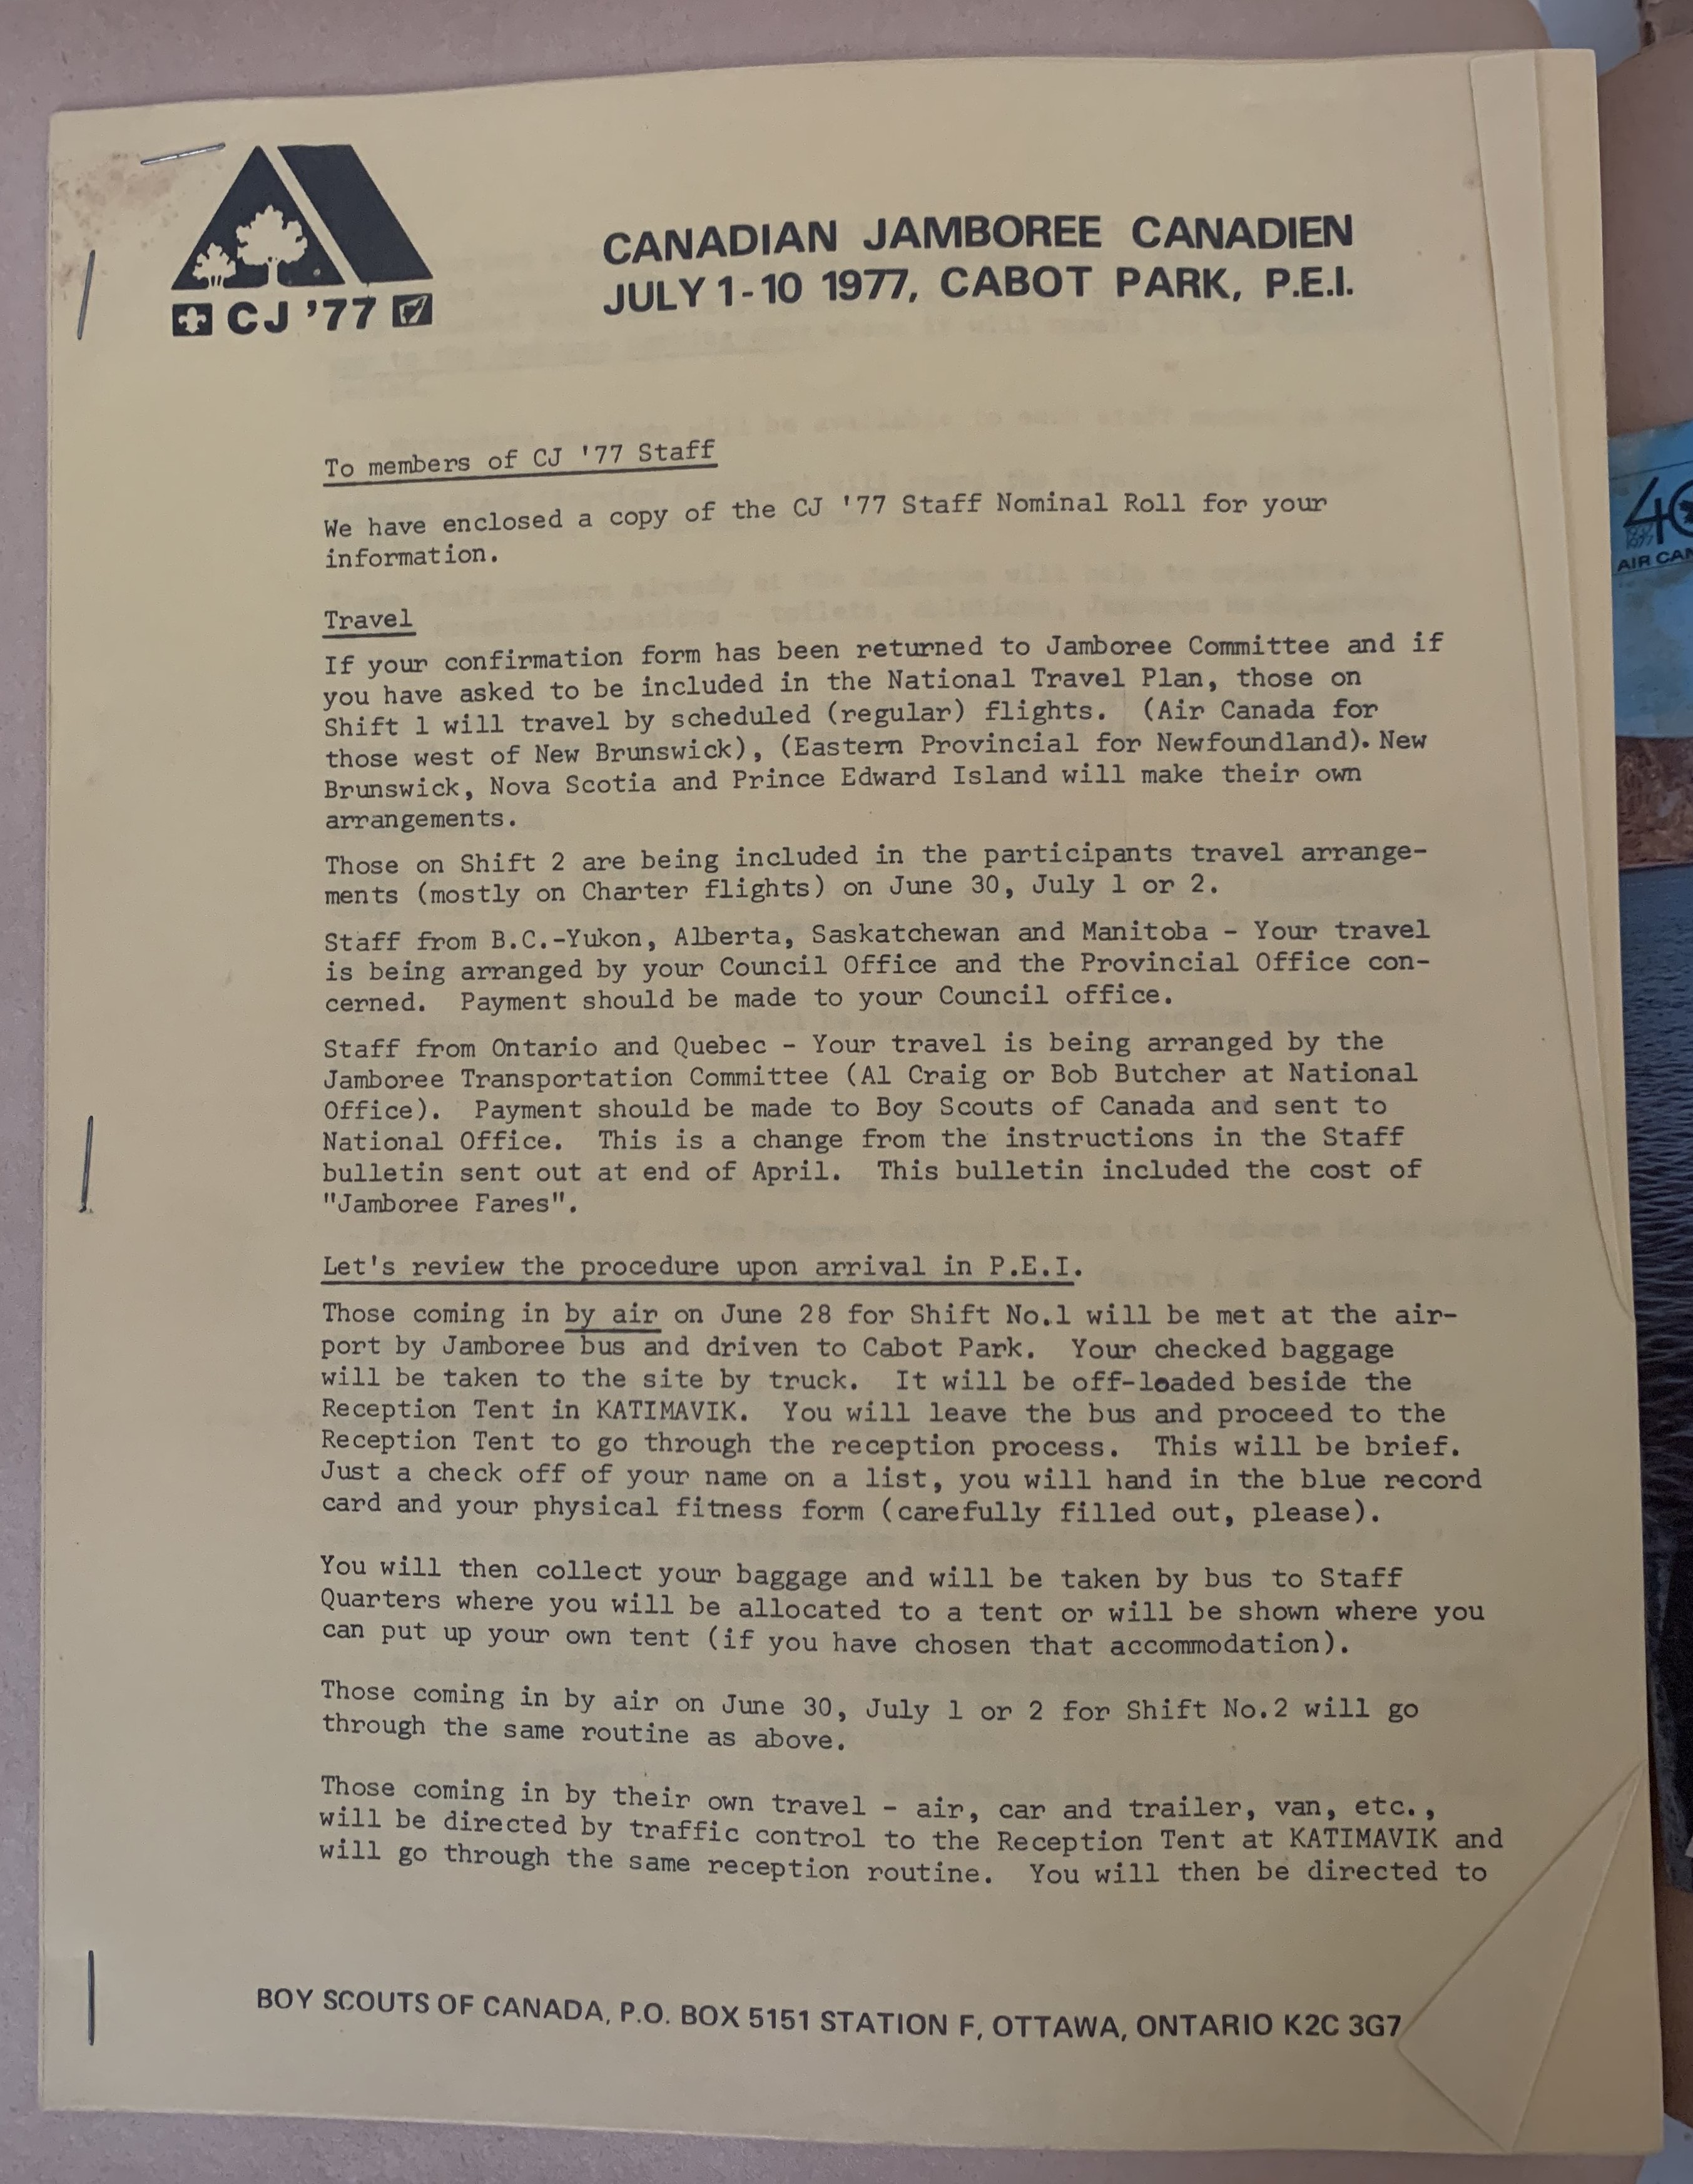 CJ '77
CANADIAN JAMBOREE CANADIEN
JULY 1-10 1977, CABOT PARK, P.E.I.
To members of CJ '77 Staff
We have enclosed a copy of the CJ '77 Staff Nominal Roll for your
information.
Travel
If your confirmation form has been returned to Jamboree Committee and if
you have asked to be included in the National Travel Plan, those on
Shift 1 will travel by scheduled (regular) flights. (Air Canada for
those west of New Brunswick), (Eastern Provincial for Newfoundland). New
Brunswick, Nova Scotia and Prince Edward Island will make their own
arrangements.
Those on Shift 2 are being included in the participants travel arrange-
ments (mostly on Charter flights) on June 30, July 1 or 2.
Staff from B.C.-Yukon, Alberta, Saskatchewan and Manitoba - Your travel
is being arranged by your Council Office and the Provincial Office con-
cerned. Payment should be made to your Council office.
Staff from Ontario and Quebec - Your travel is being arranged by the
Jamboree Transportation Committee (Al Craig or Bob Butcher at National
Office). Payment should be made to Boy Scouts of Canada and sent to
National Office. This is a change from the instructions in the Staff
bulletin sent out at end of April. This bulletin included the cost of
"Jamboree Fares".
Let's review the procedure upon arrival in P.E.I.
Those coming in by air on June 28 for Shift No.1 will be met at the air-
port by Jamboree bus and driven to Cabot Park. Your checked baggage
will be taken to the site by truck. It will be off-loaded beside the
Reception Tent in KATIMAVIK. You will leave the bus and proceed to the
Reception Tent to go through the reception process. This will be brief.
Just a check off of your name on a list, you will hand in the blue record
card and your physical fitness form (carefully filled out, please).
You will then collect your baggage and will be taken by bus to Staff
Quarters where you will be allocated to a tent or will be shown where you
can put up your own tent (if you have chosen that accommodation).
Those coming in by air on June 30, July 1 or 2 for Shift No.2 will go
through the same routine as above.
Those coming in by their own travel - air, car and trailer, van, etc.,
will be directed by traffic control to the Reception Tent at KATIMAVIK and
will go through the same reception routine. You will then be directed to
BOY SCOUTS OF CANADA, P.O. BOX 5151 STATION F, OTTAWA, ONTARIO K2C 3G7
40
1977
AIR CAN